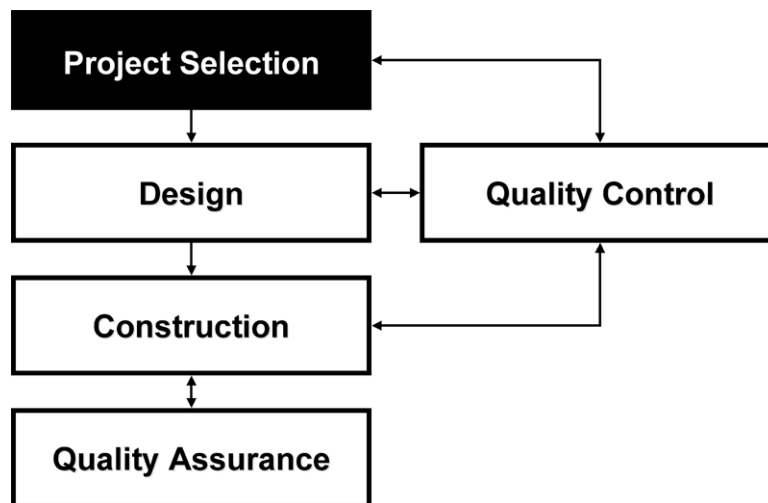 Project Selection
Design
Quality Control
Construction
Quality Assurance